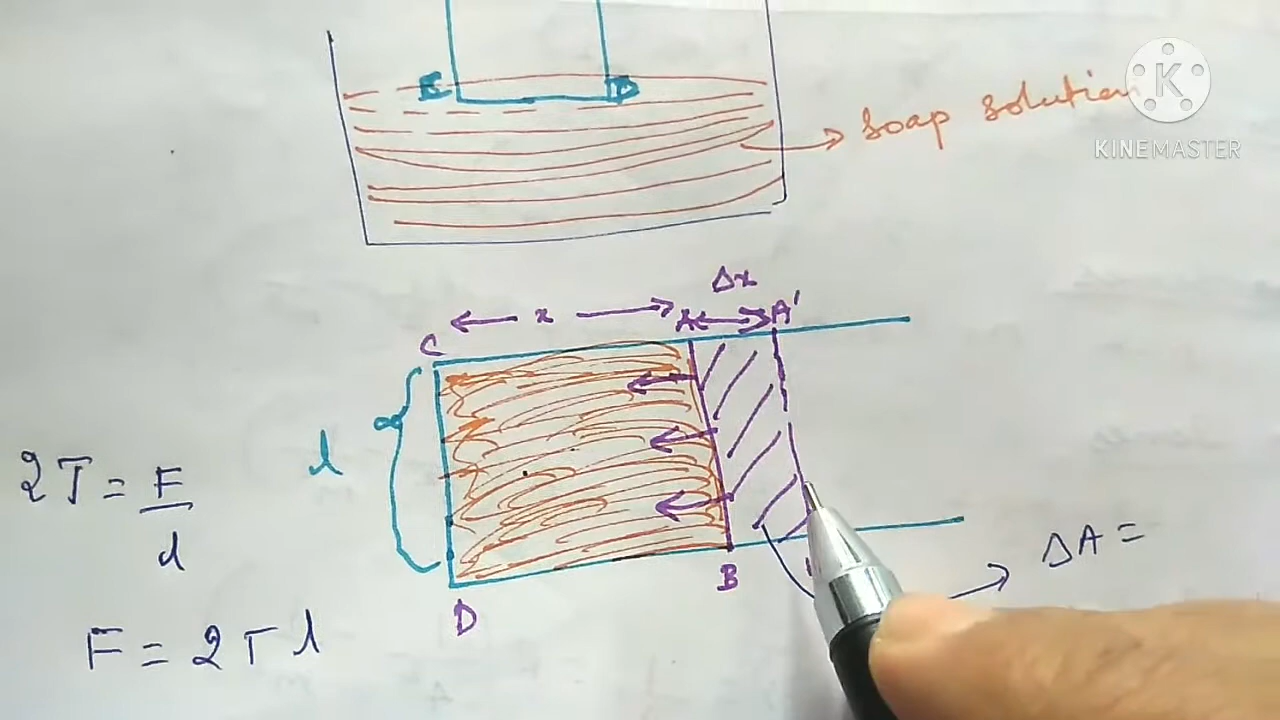 E D
soap solution
K
KINEMASTER
Δx
x A A'
C
l
2T = F
l
ΔA =
B
D
F = 2Tl